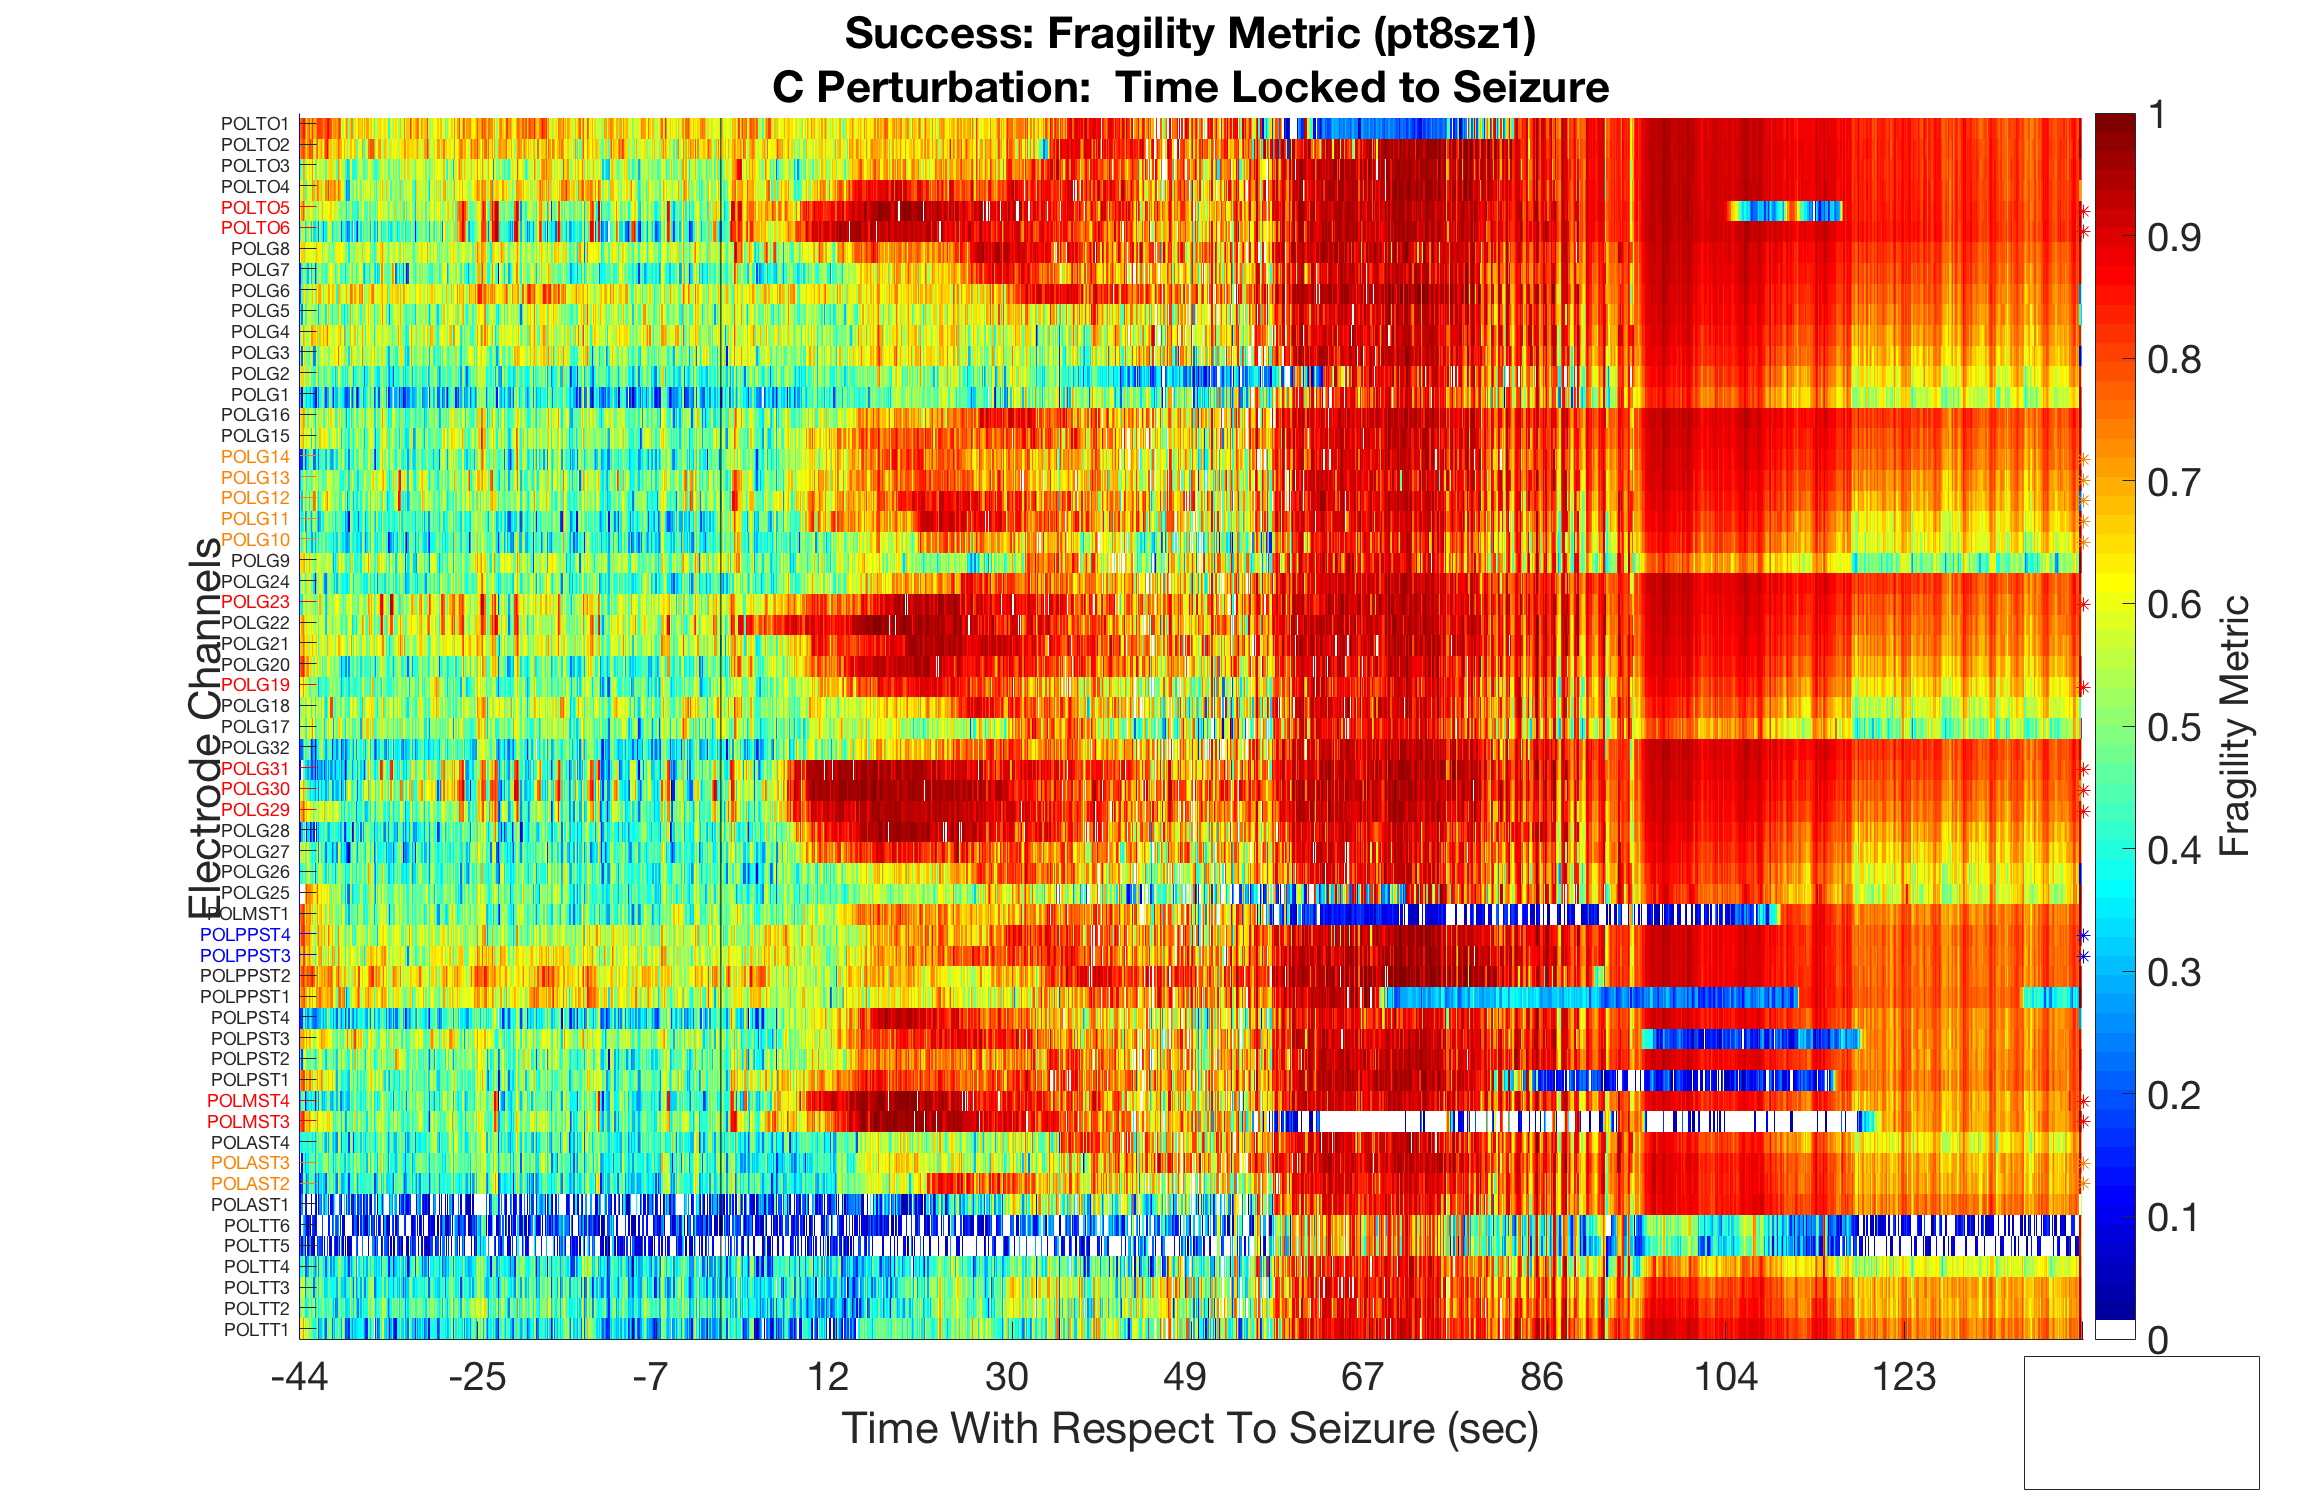 Success: Fragility Metric (pt8sz1)
C Perturbation:  Time Locked to Seizure
Electrode Channels
POLTO1
POLTO2
POLTO3
POLTO4
POLTO5
POLTO6
POLG8
POLG7
POLG6
POLG5
POLG4
POLG3
POLG2
POLG1
POLG16
POLG15
POLG14
POLG13
POLG12
POLG11
POLG10
POLG9
POLG24
POLG23
POLG22
POLG21
POLG20
POLG19
POLG18
POLG17
POLG32
POLG31
POLG30
POLG29
POLG28
POLG27
POLG26
POLG25
POLMST1
POLPPST4
POLPPST3
POLPPST2
POLPPST1
POLPST4
POLPST3
POLPST2
POLPST1
POLMST4
POLMST3
POLAST4
POLAST3
POLAST2
POLAST1
POLTT6
POLTT5
POLTT4
POLTT3
POLTT2
POLTT1
-44 -25 -7 12 30 49 67 86 104 123
Time With Respect To Seizure (sec)
1
0.9
0.8
0.7
0.6
0.5
0.4
0.3
0.2
0.1
0
Fragility Metric